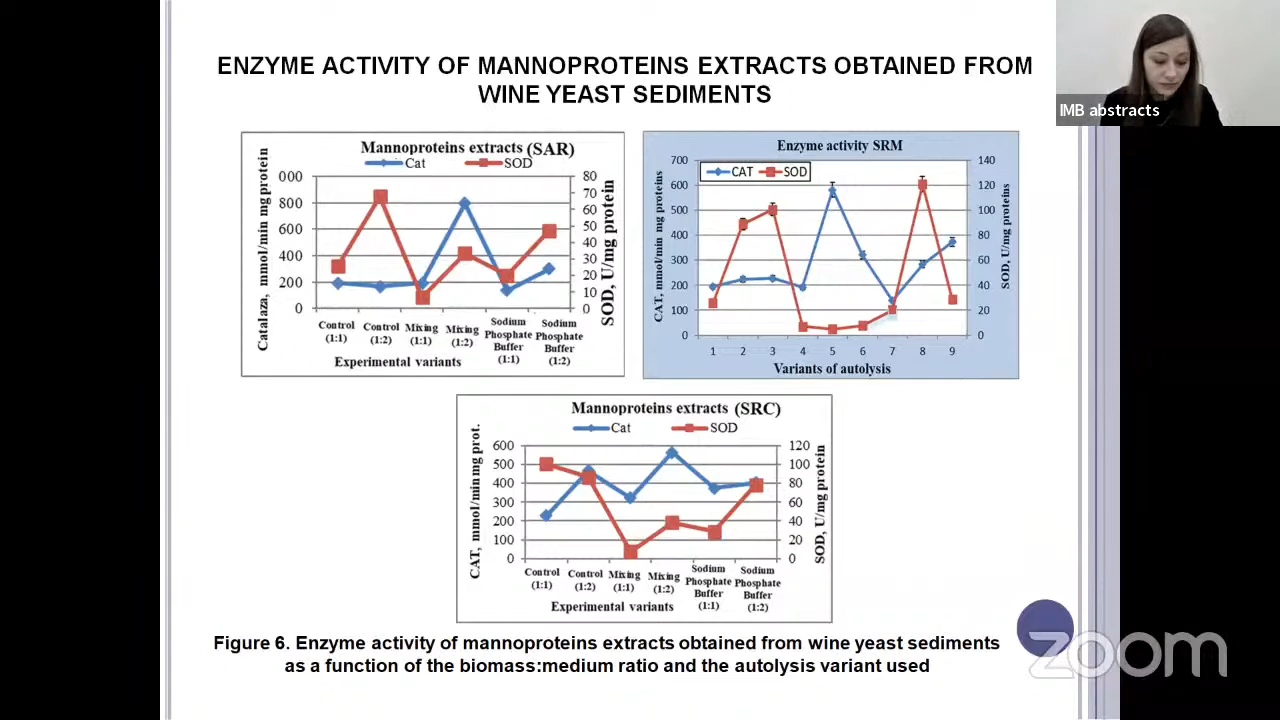 ENZYME ACTIVITY OF MANNOPROTEINS EXTRACTS OBTAINED FROM
WINE YEAST SEDIMENTS
IMB abstracts
Mannoproteins extracts (SAR)
Cat SOD
Catalaza, mmol/min mg protein
000
800
600
400
200
0
80
70
60
50
40
30
20
10
0
SOD, U/mg protein
Control (1:1)
Control (1:2)
Mixing (1:1)
Mixing (1:2)
Sodium Phosphate Buffer (1:1)
Sodium Phosphate Buffer (1:2)
Experimental variants
Enzyme activity SRM
CAT SOD
CAT, mmol/min mg proteins
700
600
500
400
300
200
100
0
140
120
100
80
60
40
20
0
SOD, U/mg proteins
1 2 3 4 5 6 7 8 9
Variants of autolysis
Mannoproteins extracts (SRC)
Cat SOD
CAT, mmol/min mg prot.
600
500
400
300
200
100
0
120
100
80
60
40
20
0
SOD, U/mg protein
Control (1:1)
Control (1:2)
Mixing (1:1)
Mixing (1:2)
Sodium Phosphate Buffer (1:1)
Sodium Phosphate Buffer (1:2)
Experimental variants
Figure 6. Enzyme activity of mannoproteins extracts obtained from wine yeast sediments
as a function of the biomass:medium ratio and the autolysis variant used
zoom